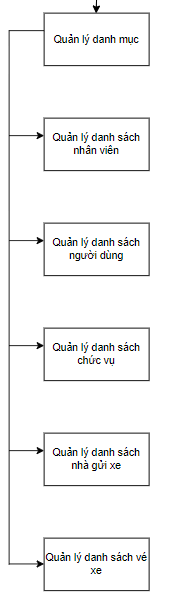 Quản lý danh mục
Quản lý danh sách
nhân viên
Quản lý danh sách
người dùng
Quản lý danh sách
chức vụ
Quản lý danh sách
nhà gửi xe
Quản lý danh sách vé
xe